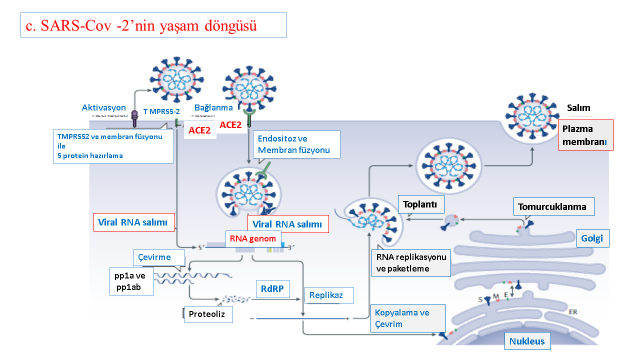 c. SARS-Cov -2'nin yaşam döngüsü
Aktivasyon
T MPRSS-2
Bağlanma
ACE2
ACE2
TMPRSS2 ve membran füzyonu
ile
S protein hazırlama
Endositoz ve
Membran füzyonu
Salım
Plazma
membranı
Viral RNA salımı
Viral RNA salımı
RNA genom
5'
3'
Toplantı
Tomurcuklanma
Golgi
Çevirme
pp1a ve
pp1ab
RNA replikasyonu
ve paketleme
RdRP
Replikaz
Proteoliz
Kopyalama ve
Çevrim
S M E
ER
Nukleus